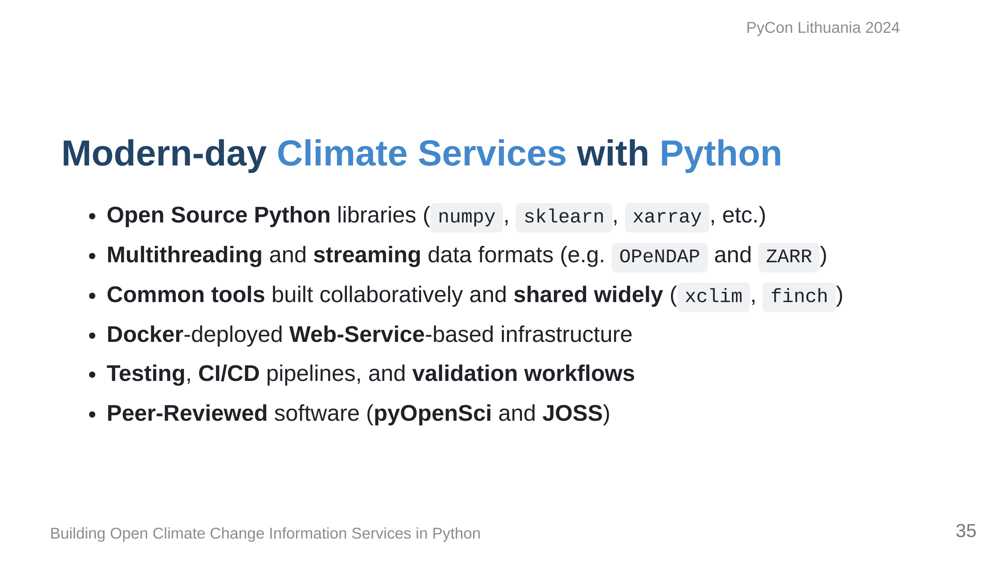 PyCon Lithuania 2024
Modern-day Climate Services with Python
• Open Source Python libraries (numpy, sklearn, xarray, etc.)
• Multithreading and streaming data formats (e.g. OPeNDAP and ZARR)
• Common tools built collaboratively and shared widely (xclim, finch)
• Docker-deployed Web-Service-based infrastructure
• Testing, CI/CD pipelines, and validation workflows
• Peer-Reviewed software (pyOpenSci and JOSS)
Building Open Climate Change Information Services in Python
35